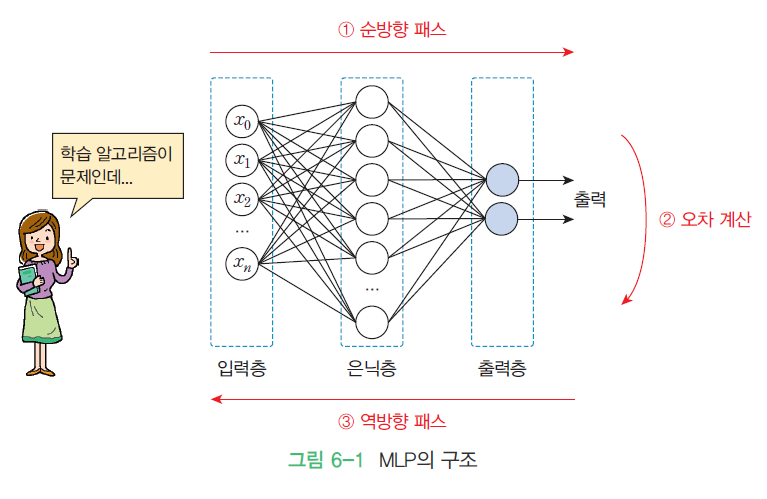 ① 순방향 패스
학습 알고리즘이
문제인데...
x0
x1
x2
...
xn
...
출력
② 오차 계산
입력층
은닉층
출력층
③ 역방향 패스
그림 6-1 MLP의 구조